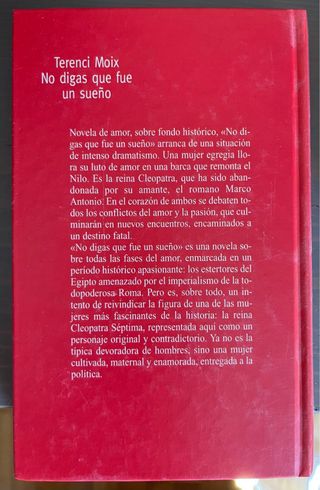 Terenci Moix
No digas que fue
un sueño
Novela de amor, sobre fondo histórico, «No di-
gas que fue un sueño» arranca de una situación
de intenso dramatismo. Una mujer egregia llo-
ra su luto de amor en una barca que remonta el
Nilo. Es la reina Cleopatra, que ha sido aban-
donada por su amante, el romano Marco
Antonio. En el corazón de ambos se debaten to-
dos los conflictos del amor y la pasión, que cul-
minarán en nuevos encuentros, encaminados a
un destino fatal.
«No digas que fue un sueño» es una novela so-
bre todas las fases del amor, enmarcada en un
período histórico apasionante: los estertores del
Egipto amenazado por el imperialismo de la to-
dopoderosa Roma. Pero es, sobre todo, un in-
tento de reivindicar la figura de una de las mu-
jeres más fascinantes de la historia: la reina
Cleopatra Séptima, representada aquí como un
personaje original y contradictorio. Ya no es la
típica devoradora de hombres, sino una mujer
cultivada, maternal y enamorada, entregada a la
política.